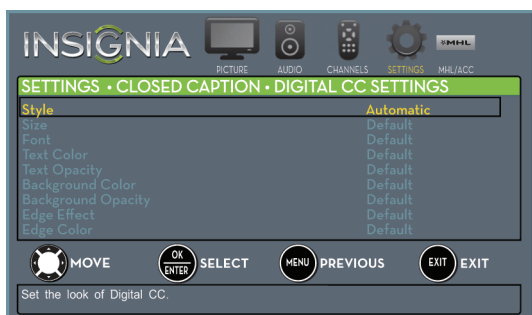 INSIGNIA
MHL
PICTURE AUDIO CHANNELS SETTINGS MHL/ACC
SETTINGS • CLOSED CAPTION • DIGITAL CC SETTINGS
Style Automatic
Size Default
Font Default
Text Color Default
Text Opacity Default
Background Color Default
Background Opacity Default
Edge Effect Default
Edge Color Default
MOVE OK ENTER SELECT MENU PREVIOUS EXIT EXIT
Set the look of Digital CC.